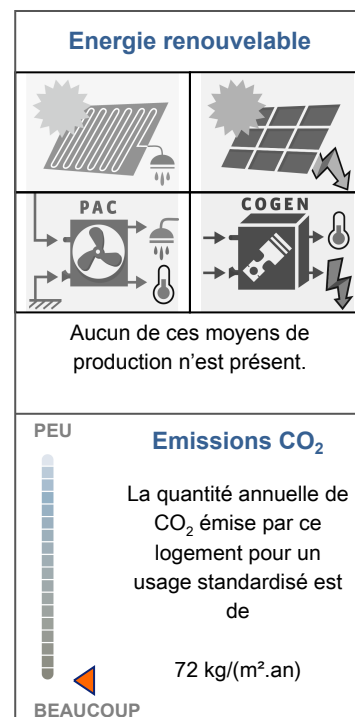 Energie renouvelable
PAC
COGEN
Aucun de ces moyens de
production n'est présent.
PEU
Emissions CO₂
La quantité annuelle de
CO₂ émise par ce
logement pour un
usage standardisé est
de
72 kg/(m².an)
BEAUCOUP